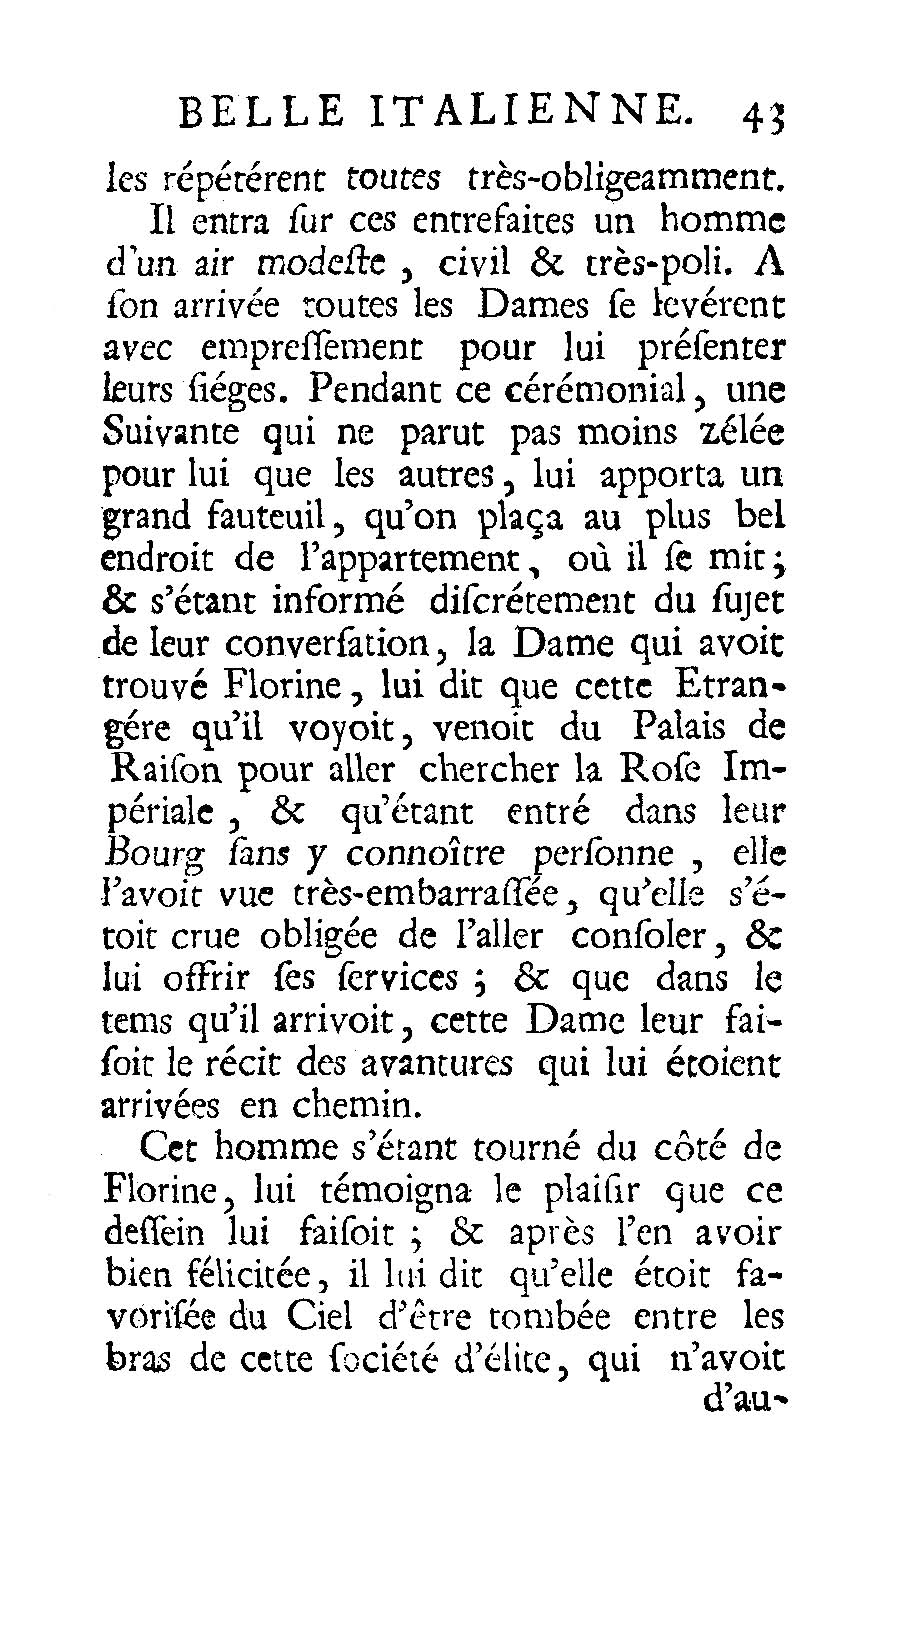 BELLE ITALIENNE. 43
les répétérent toutes très-obligeamment.
Il entra ſur ces entrefaites un homme
d'un air modeſte , civil & très-poli. A
ſon arrivée toutes les Dames ſe levérent
avec empreſſement pour lui préſenter
leurs ſiéges. Pendant ce cérémonial , une
Suivante qui ne parut pas moins zélée
pour lui que les autres , lui apporta un
grand fauteuil , qu'on plaça au plus bel
endroit de l'appartement , où il ſe mit ;
& s'étant informé diſcrétement du ſujet
de leur converſation , la Dame qui avoit
trouvé Florine , lui dit que cette Etran-
gére qu'il voyoit , venoit du Palais de
Raiſon pour aller chercher la Roſe Im-
périale , & qu'étant entré dans leur
Bourg ſans y connoître perſonne , elle
l'avoit vue très-embarraſſée , qu'elle s'é-
toit crue obligée de l'aller conſoler , &
lui offrir ſes ſervices ; & que dans le
tems qu'il arrivoit , cette Dame leur fai-
ſoit le récit des avantures qui lui étoient
arrivées en chemin.
Cet homme s'étant tourné du côté de
Florine , lui témoigna le plaiſir que ce
deſſein lui faiſoit ; & après l'en avoir
bien félicitée , il lui dit qu'elle étoit fa-
voriſée du Ciel d'être tombée entre les
bras de cette ſociété d'élite , qui n'avoit
d'au-